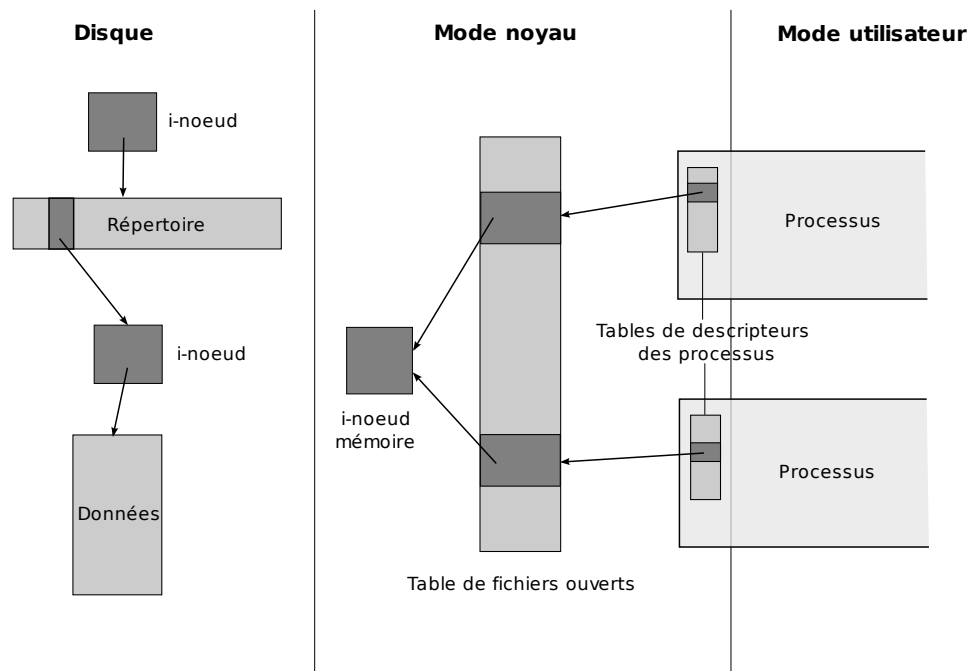 Disque
Mode noyau
Mode utilisateur
i-noeud
Répertoire
i-noeud
Données
i-noeud
mémoire
Table de fichiers ouverts
Processus
Tables de descripteurs
des processus
Processus